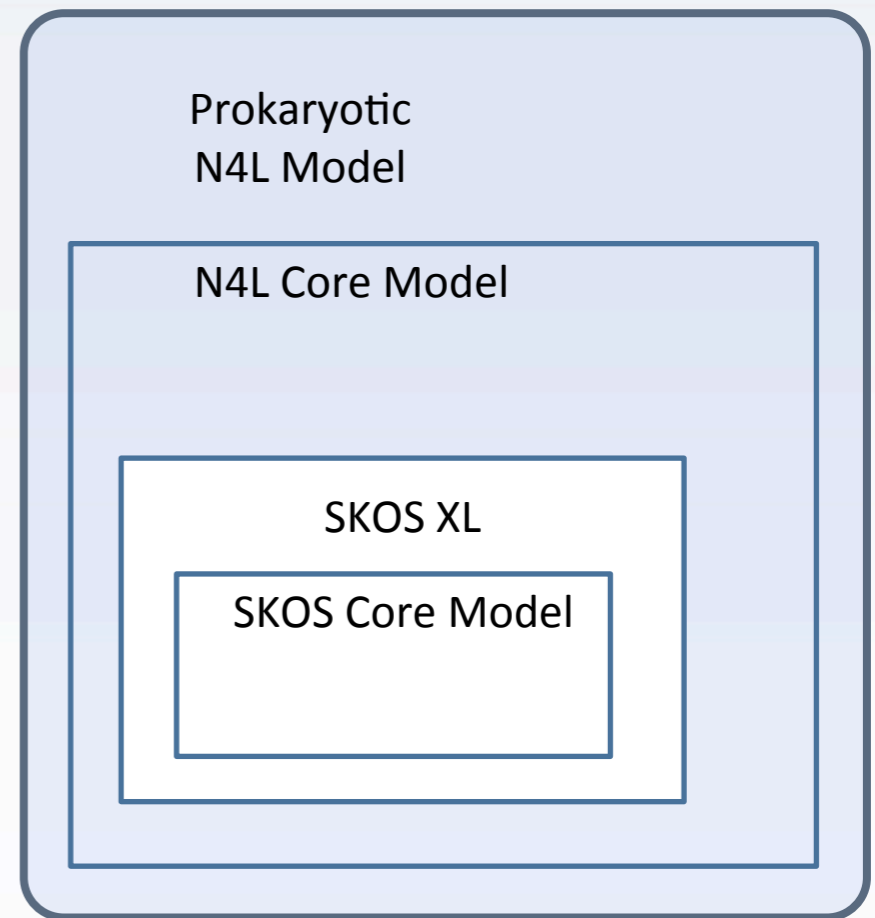 Prokaryotic
N4L Model
N4L Core Model
SKOS XL
SKOS Core Model